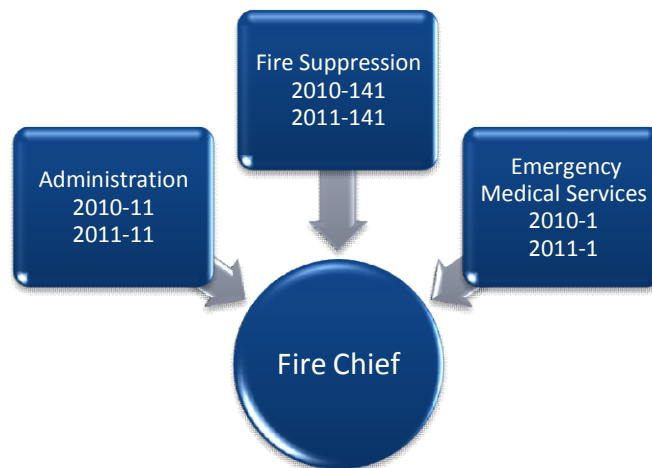 Fire Suppression
2010-141
2011-141
Administration
2010-11
2011-11
Emergency
Medical Services
2010-1
2011-1
Fire Chief